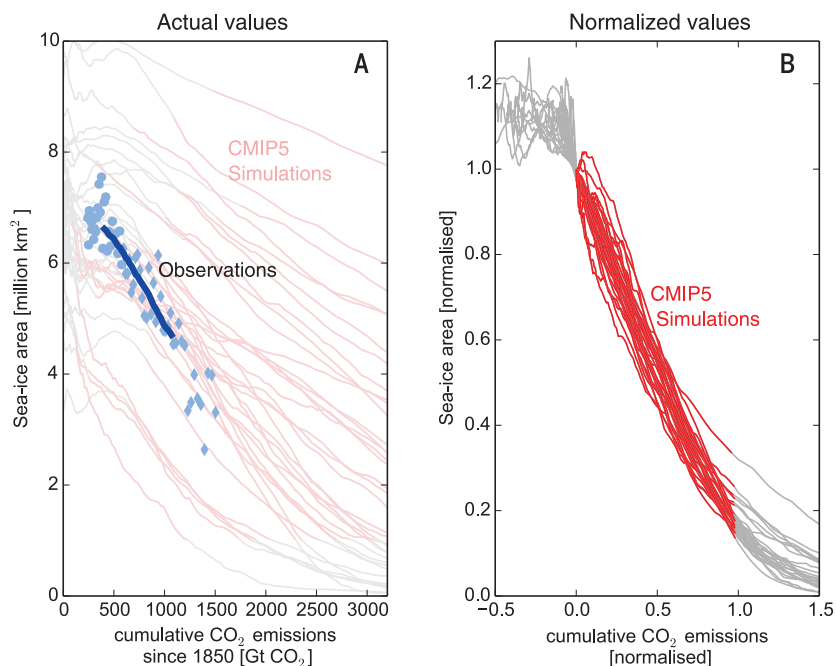 Actual values
A
CMIP5
Simulations
Observations
Sea-ice area [million km²]
10
8
6
4
2
0
0
500
1000
1500
2000
2500
3000
cumulative CO₂ emissions
since 1850 [Gt CO₂]
Normalized values
B
CMIP5
Simulations
Sea-ice area [normalised]
1.2
1.0
0.8
0.6
0.4
0.2
0.0
−0.5
0.0
0.5
1.0
1.5
cumulative CO₂ emissions
[normalised]